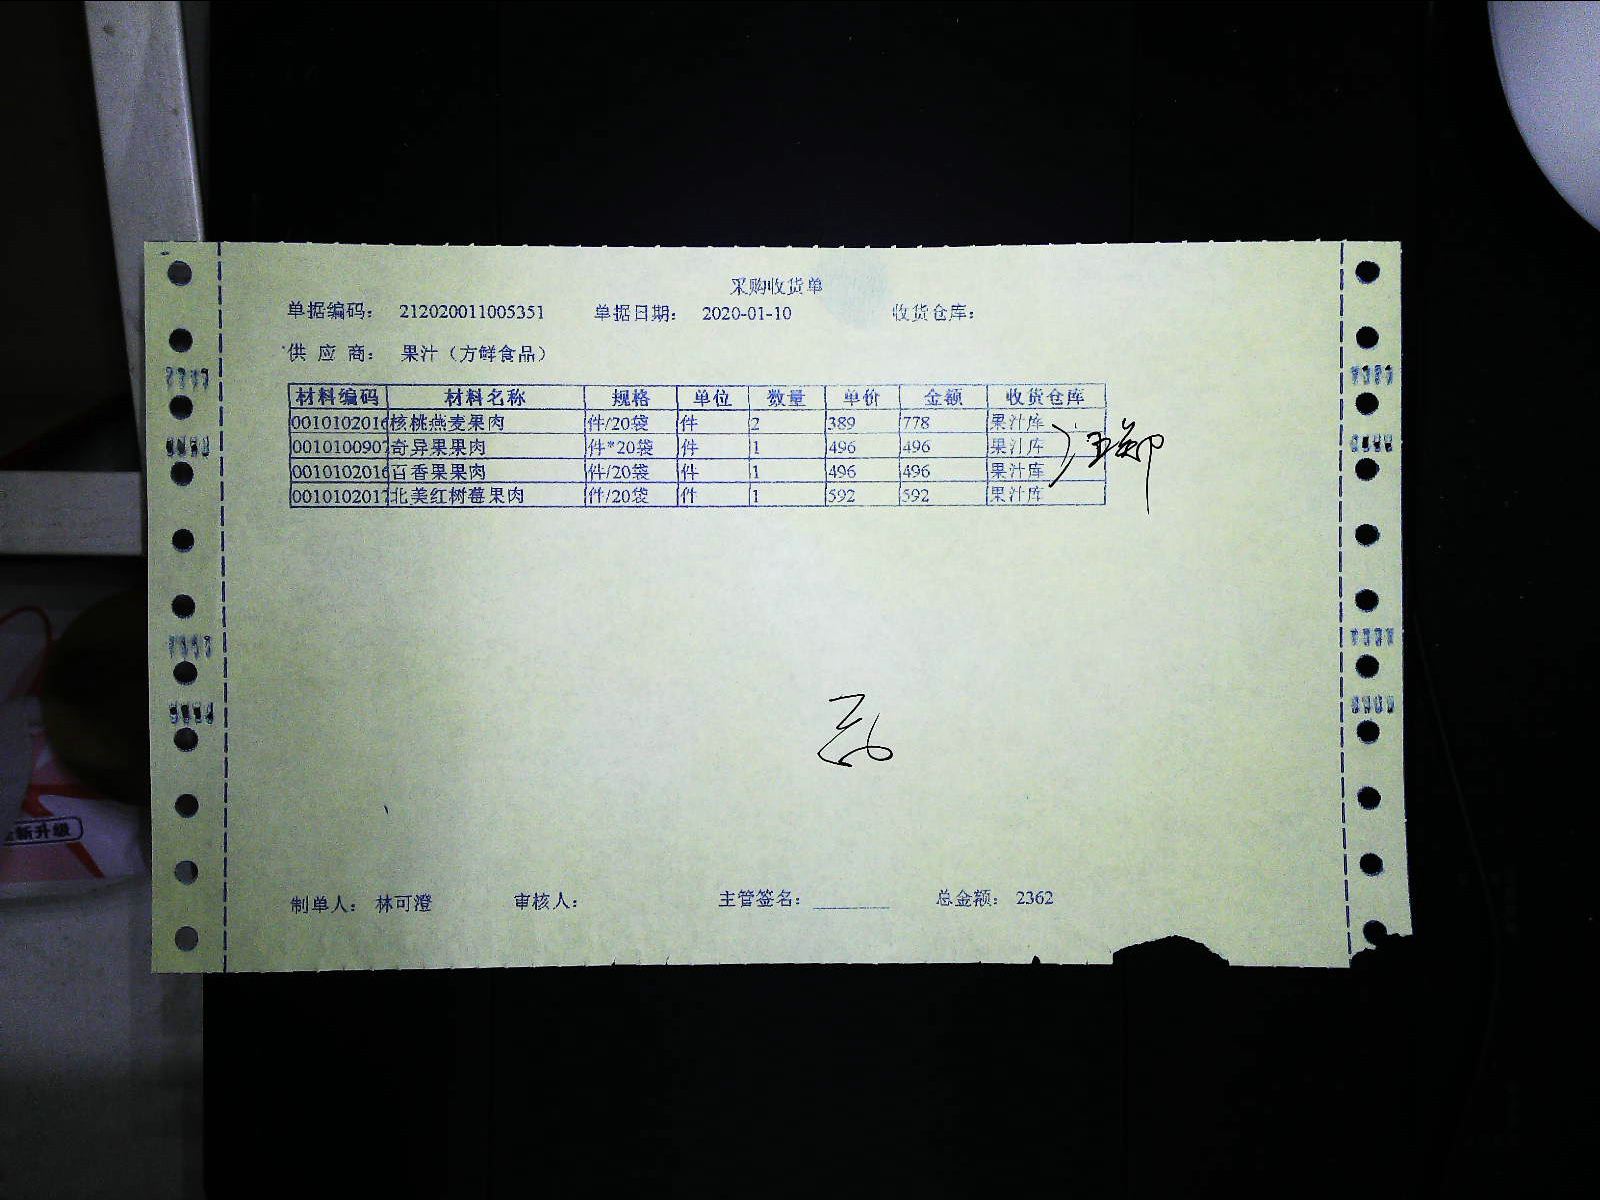 采购收货单
单据编码： 212020011005351 单据日期： 2020-01-10 收货仓库：
供 应 商： 果汁（方鲜食品）
材料编码 材料名称 规格 单位 数量 单价 金额 收货仓库
0010102016 核桃燕麦果肉 件/20袋 件 2 389 778 果汁库
0010100907 奇异果果肉 件*20袋 件 1 496 496 果汁库
0010102016 百香果果肉 件/20袋 件 1 496 496 果汁库
0010102017 北美红树莓果肉 件/20袋 件 1 592 592 果汁库
制单人： 林可澄 审核人： 主管签名： 总金额： 2362
新升级